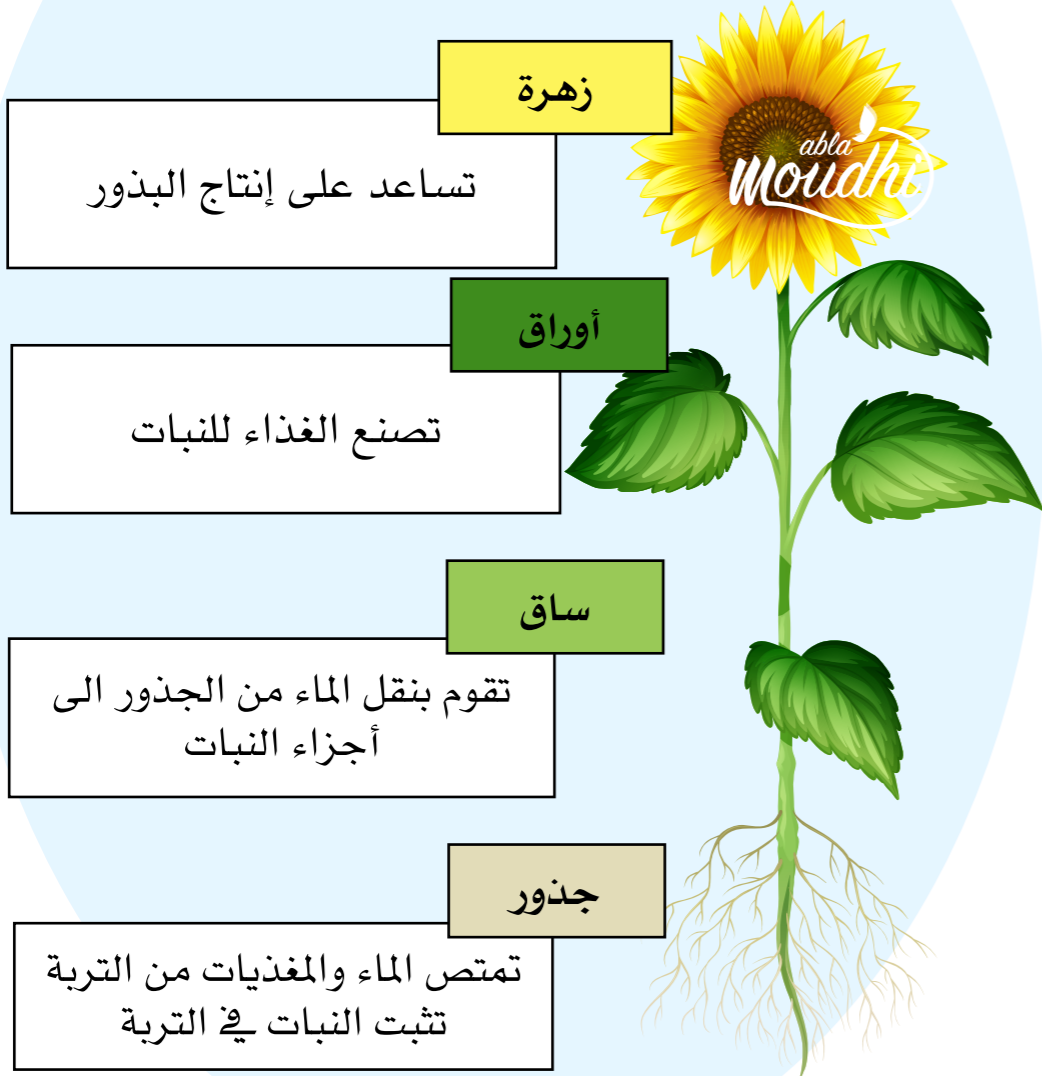 زهرة
تساعد على إنتاج البذور
abla
moudhi
أوراق
تصنع الغذاء للنبات
ساق
تقوم بنقل الماء من الجذور الى
أجزاء النبات
جذور
تمتص الماء والمغذيات من التربة
تثبت النبات في التربة